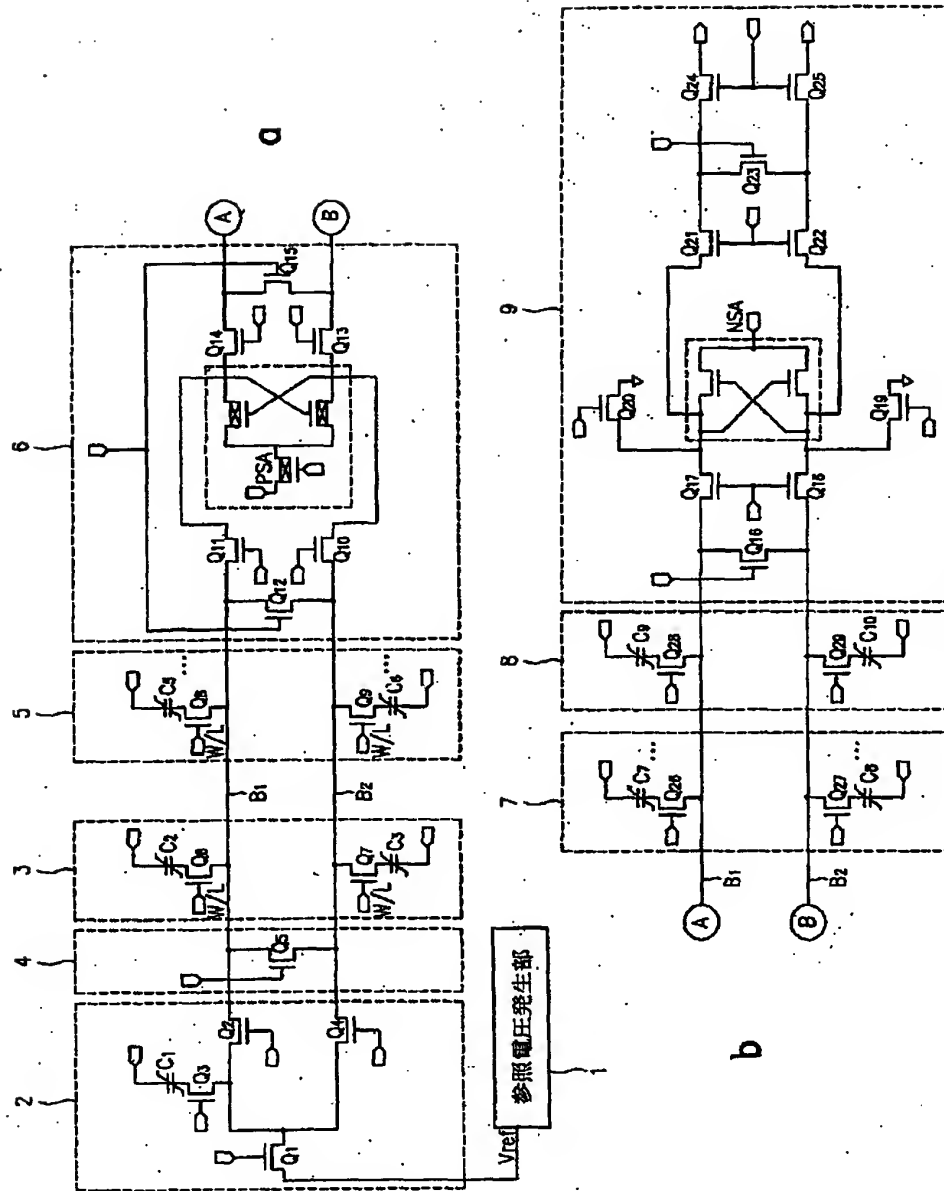 a
2
4
3
5
6
C1
Q3
Q2
Q1
Q4
Vref
参照電圧発生部
1
Q5
C2
Q6
W/L
Q7
C3
W/L
B1
B2
C5
...
Q8
W/L
Q9
C6
...
W/L
Q12
Q11
Q10
PSA
Q14
Q13
Q15
A
B
b
A
B
B1
B2
7
8
9
C7
...
Q26
Q27
C8
...
C9
Q28
Q29
C10
Q16
Q17
Q18
Q20
Q19
NSA
Q21
Q22
Q23
Q24
Q25